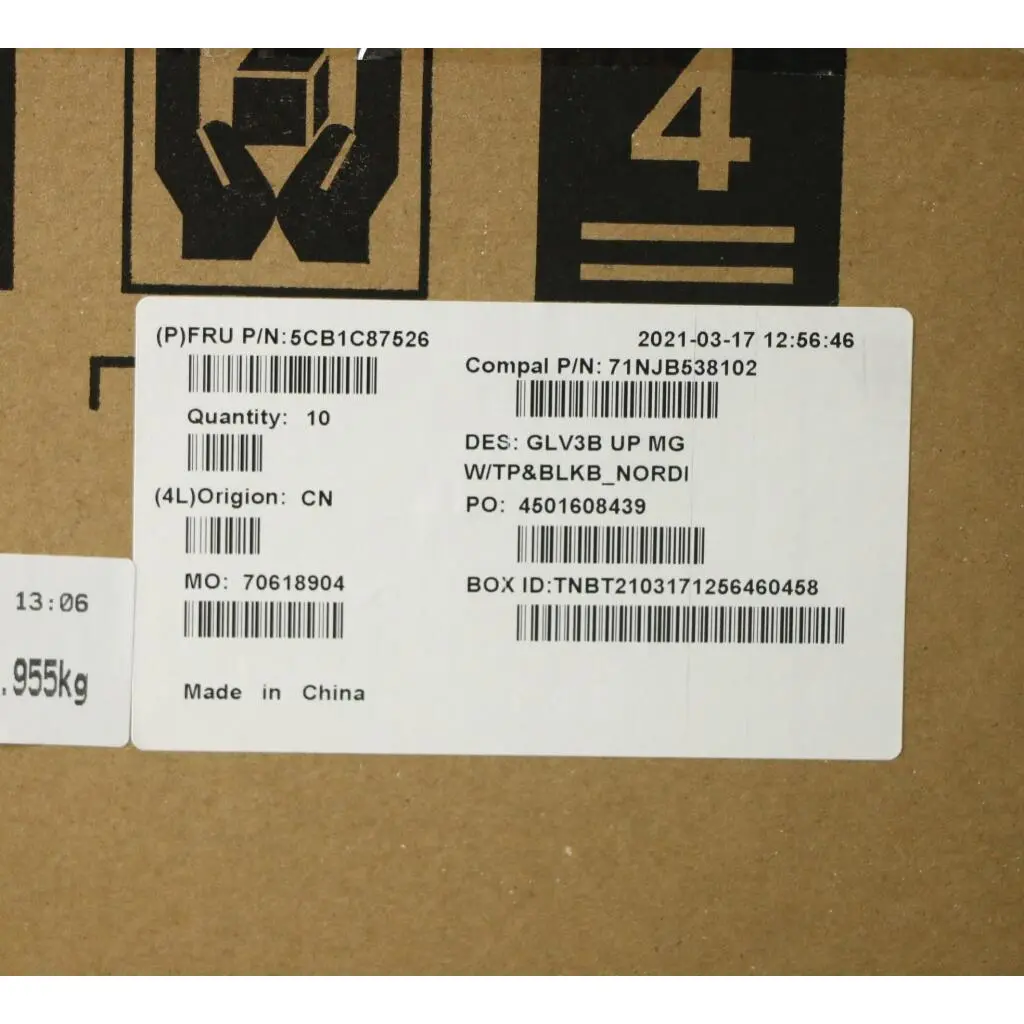 4
(P)FRU P/N:5CB1C87526
2021-03-17 12:56:46
Compal P/N: 71NJB538102
Quantity: 10
DES: GLV3B UP MG
W/TP&BLKB_NORDI
(4L)Origion: CN
PO: 4501608439
MO: 70618904
BOX ID:TNBT2103171256460458
Made in China
13:06
.955kg